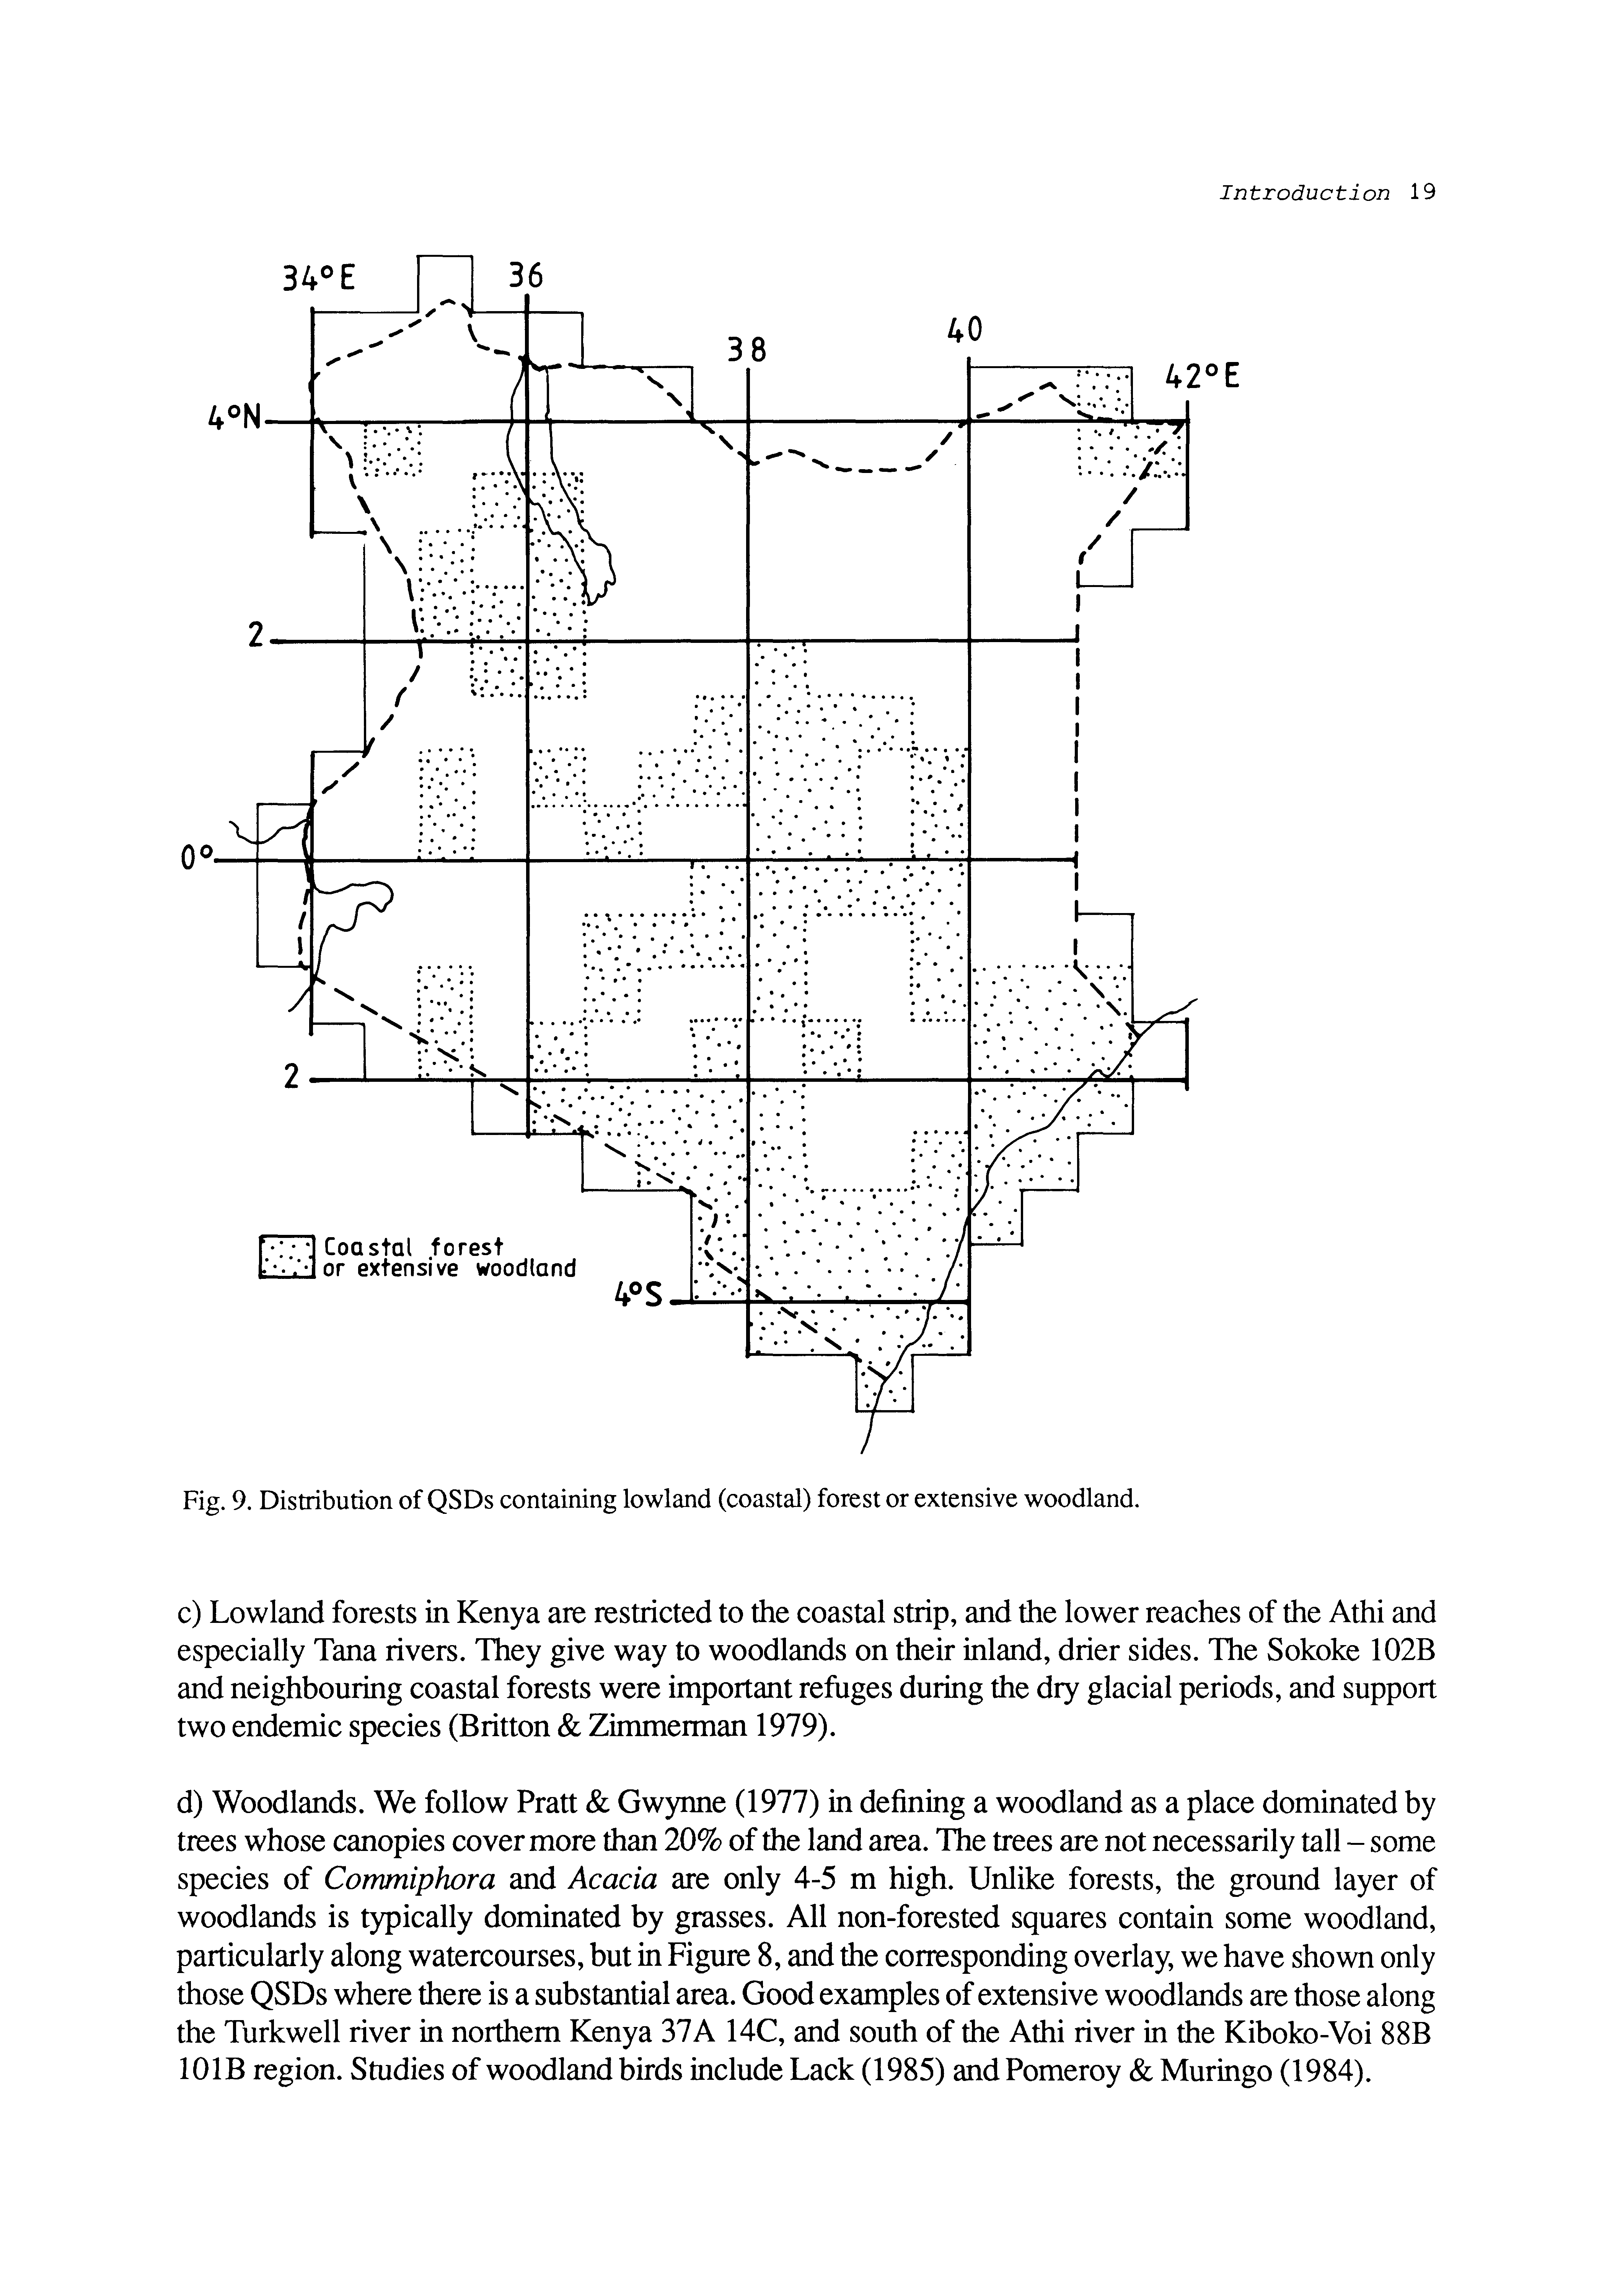 Introduction 19
34°E
36
38
40
42°E
4°N
2
0°
2
Coastal forest
or extensive woodland
4°S
Fig. 9. Distribution of QSDs containing lowland (coastal) forest or extensive woodland.
c) Lowland forests in Kenya are restricted to the coastal strip, and the lower reaches of the Athi and
especially Tana rivers. They give way to woodlands on their inland, drier sides. The Sokoke 102B
and neighbouring coastal forests were important refuges during the dry glacial periods, and support
two endemic species (Britton & Zimmerman 1979).
d) Woodlands. We follow Pratt & Gwynne (1977) in defining a woodland as a place dominated by
trees whose canopies cover more than 20% of the land area. The trees are not necessarily tall – some
species of Commiphora and Acacia are only 4-5 m high. Unlike forests, the ground layer of
woodlands is typically dominated by grasses. All non-forested squares contain some woodland,
particularly along watercourses, but in Figure 8, and the corresponding overlay, we have shown only
those QSDs where there is a substantial area. Good examples of extensive woodlands are those along
the Turkwell river in northern Kenya 37A 14C, and south of the Athi river in the Kiboko-Voi 88B
101B region. Studies of woodland birds include Lack (1985) and Pomeroy & Muringo (1984).